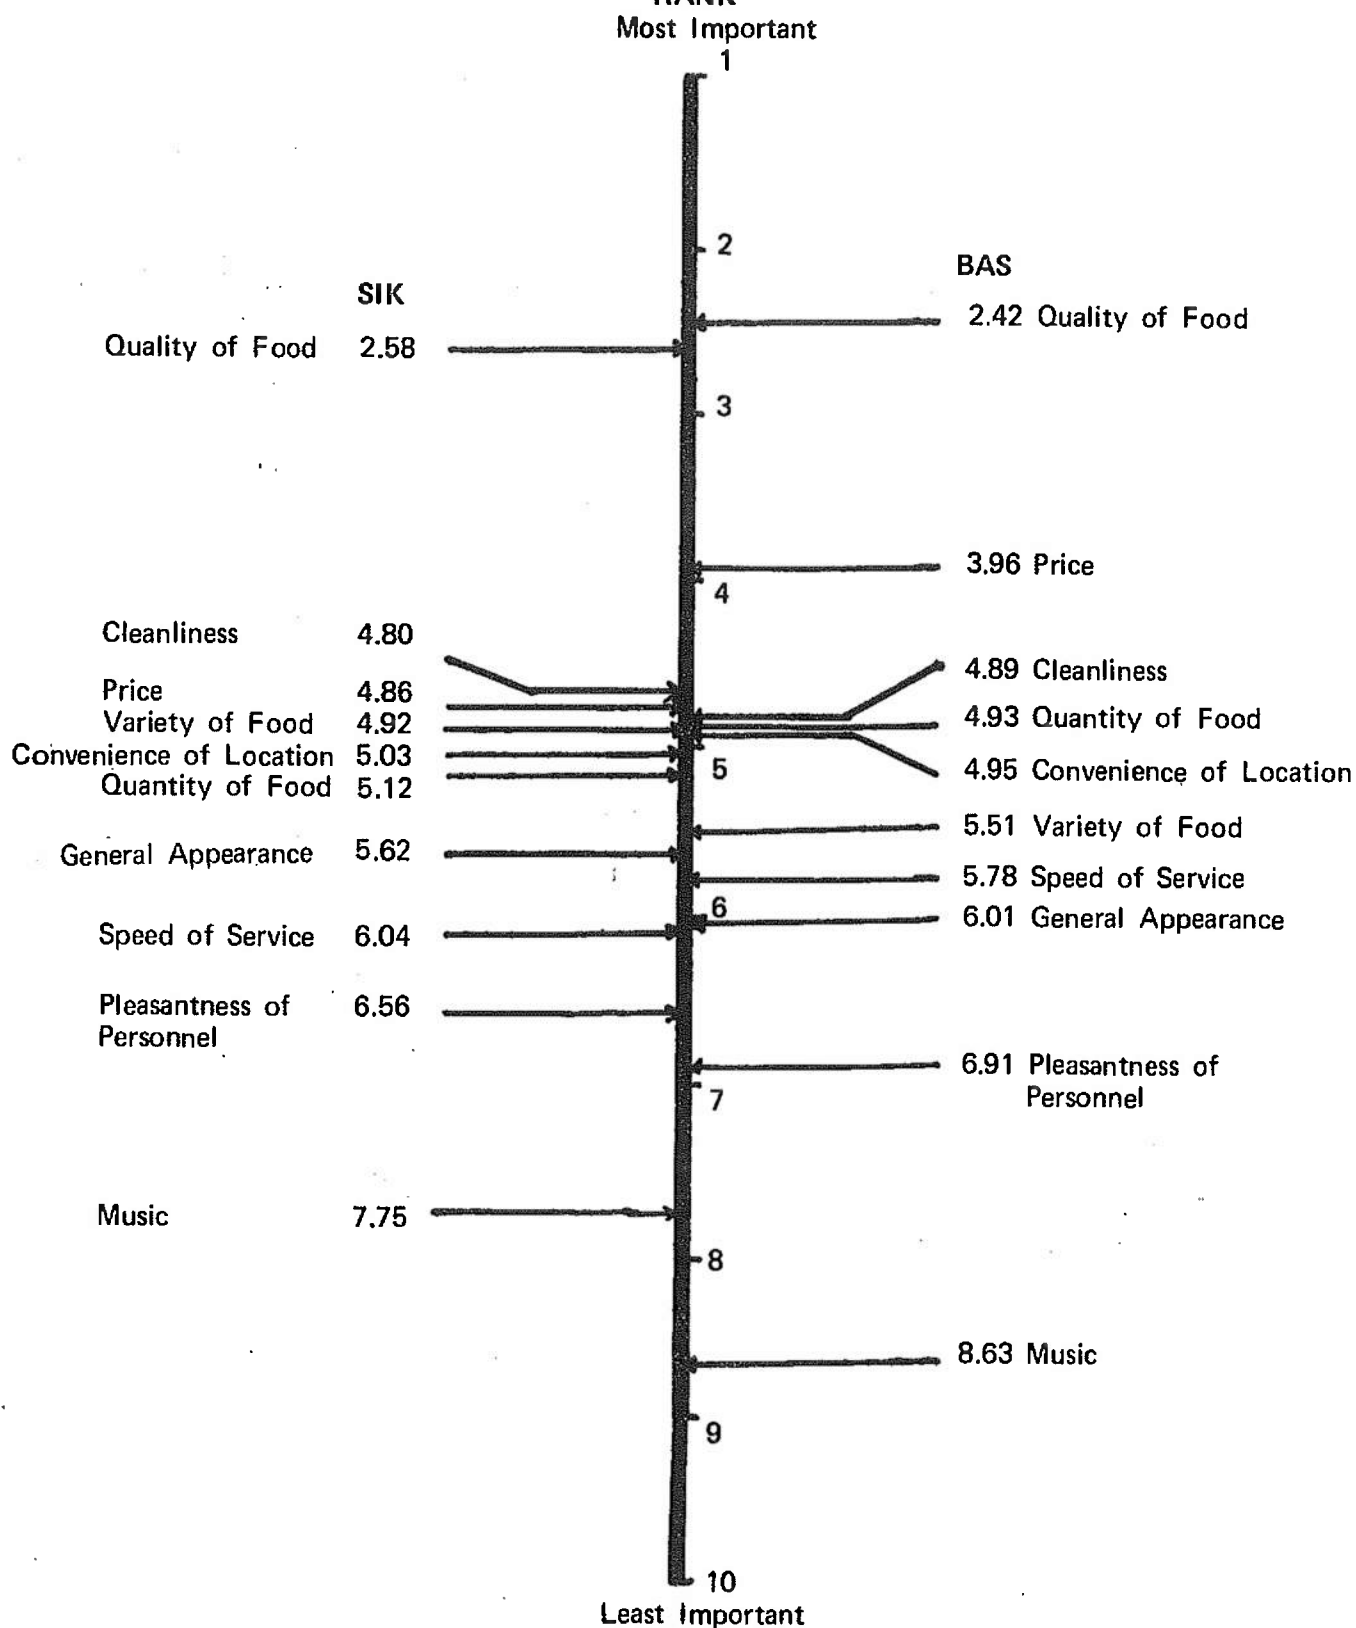 RANK
Most Important
1
2
BAS
SIK
2.42 Quality of Food
Quality of Food 2.58
3
3.96 Price
4
Cleanliness 4.80
4.89 Cleanliness
Price 4.86
4.93 Quantity of Food
Variety of Food 4.92
Convenience of Location 5.03
5
4.95 Convenience of Location
Quantity of Food 5.12
5.51 Variety of Food
General Appearance 5.62
5.78 Speed of Service
6
6.01 General Appearance
Speed of Service 6.04
Pleasantness of 6.56
Personnel
6.91 Pleasantness of
Personnel
7
Music 7.75
8
8.63 Music
9
10
Least Important